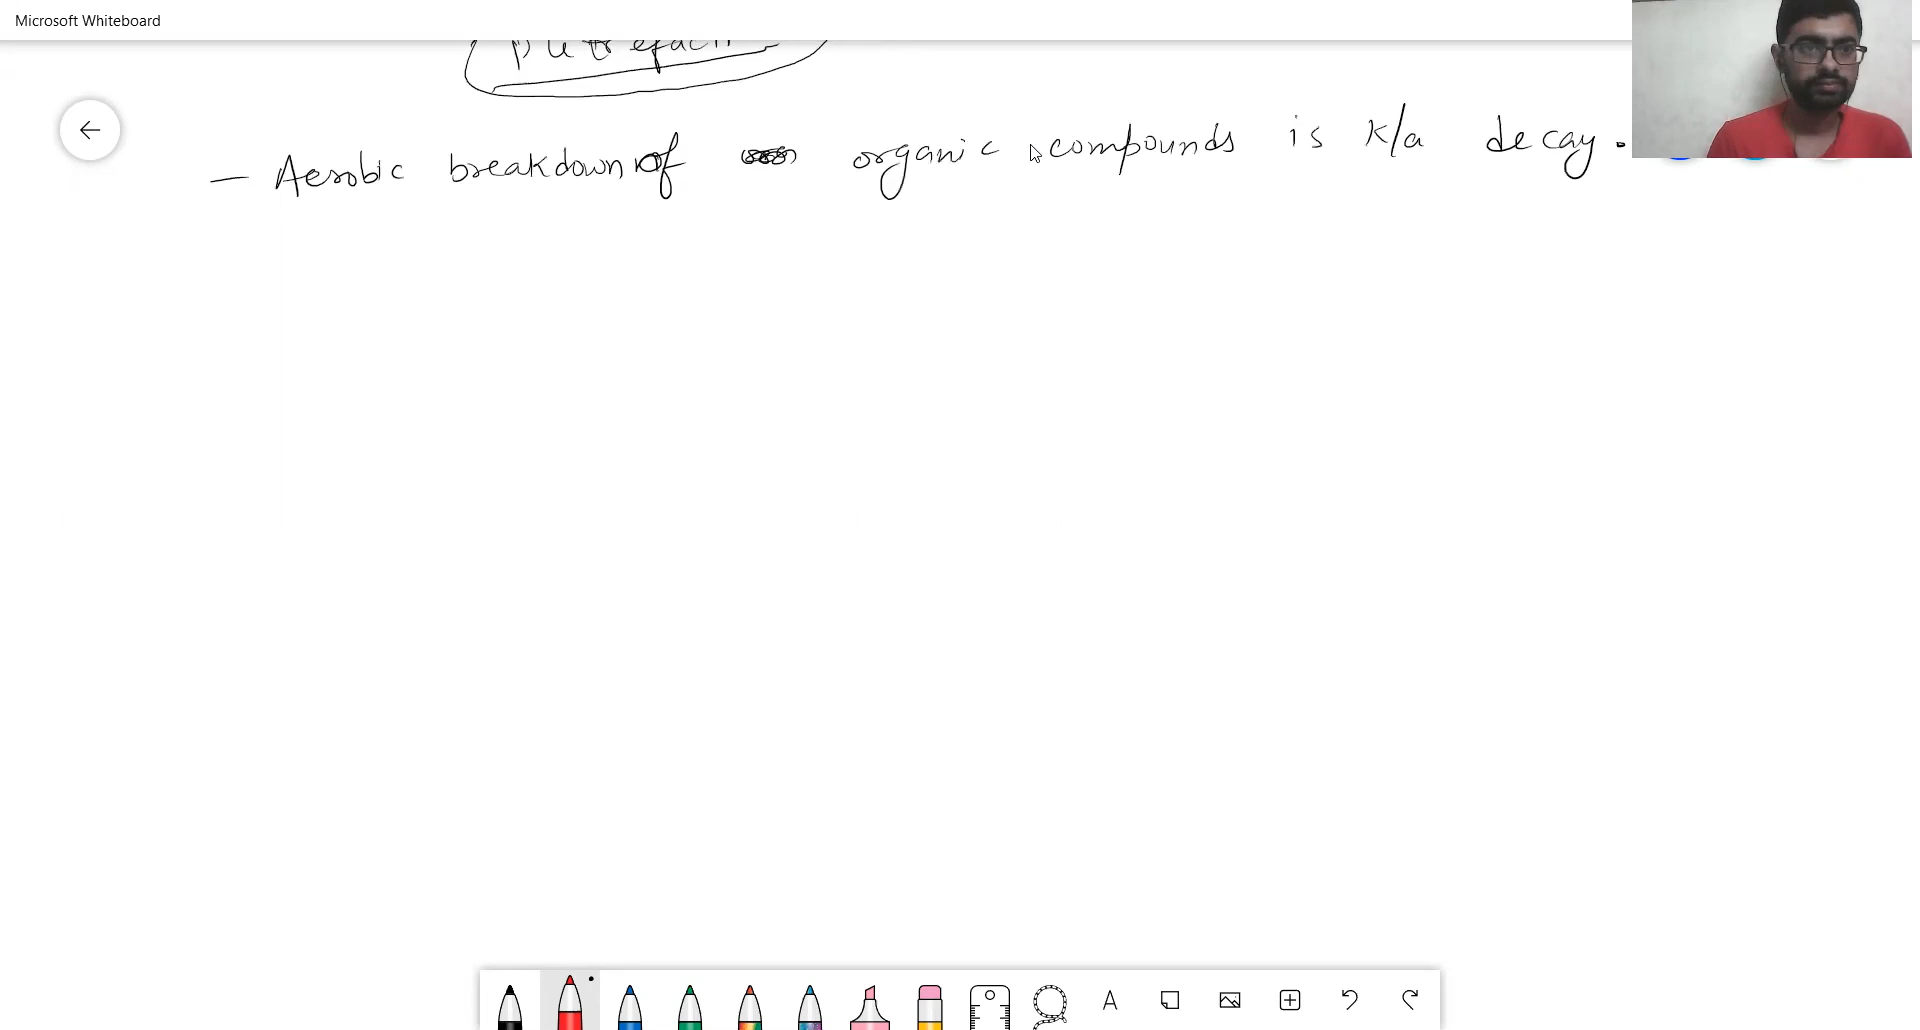 Microsoft Whiteboard
— Aerobic breakdown of organic compounds is k/a decay.